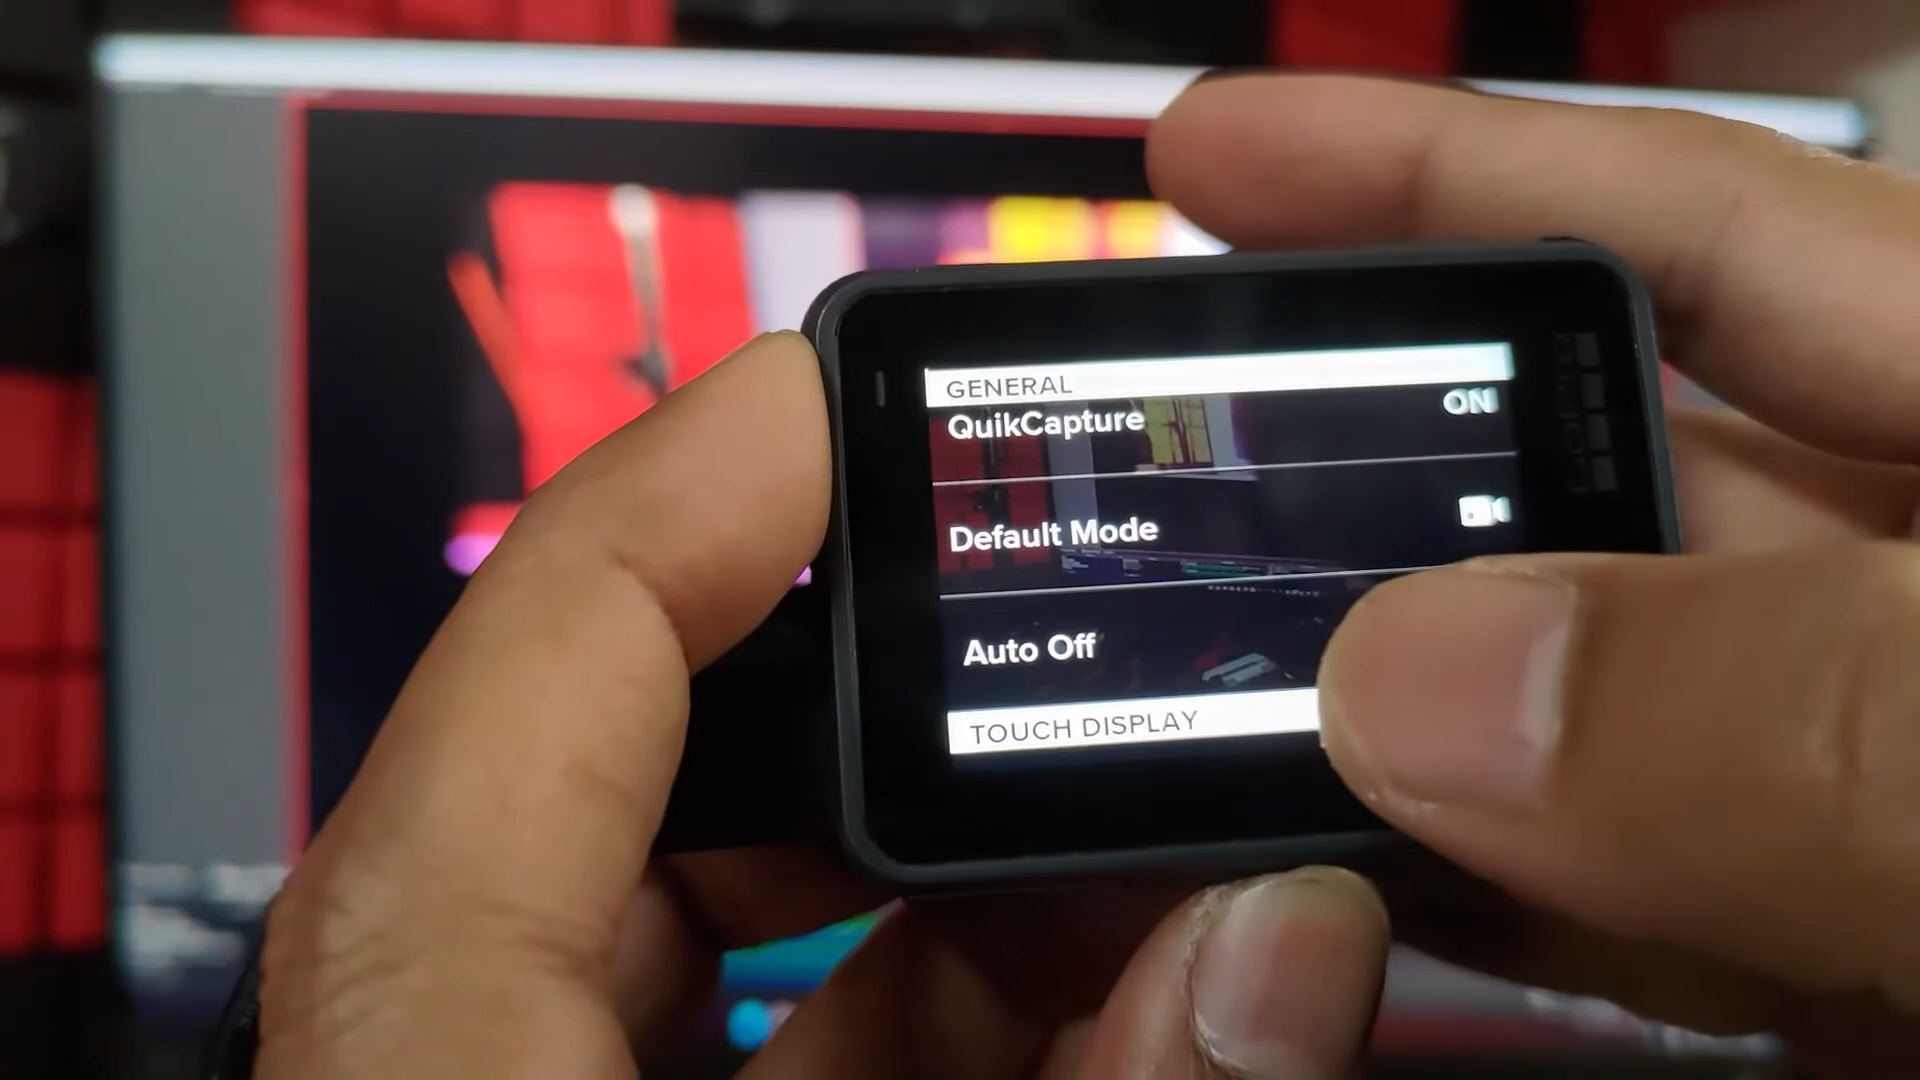 GENERAL
QuikCapture ON
Default Mode
Auto Off
TOUCH DISPLAY